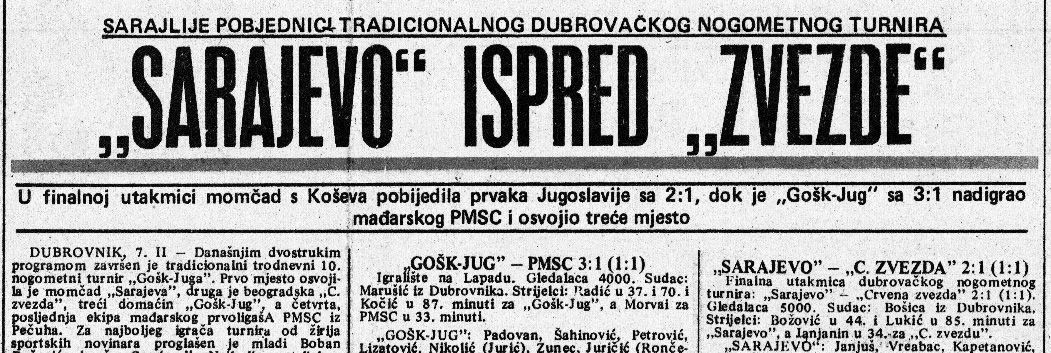 SARAJLIJE POBJEDNICI TRADICIONALNOG DUBROVAČKOG NOGOMETNOG TURNIRA
„SARAJEVO“ ISPRED „ZVEZDE“
U finalnoj utakmici momčad s Koševa pobijedila prvaka Jugoslavije sa 2:1, dok je „Gošk-Jug" sa 3:1 nadigrao
mađarskog PMSC i osvojio treće mjesto
DUBROVNIK, 7. II — Današnjim dvostrukim
programom završen je tradicionalni trodnevni 10.
nogometni turnir „Gošk-Juga". Prvo mjesto osvoji-
la je momčad „Sarajeva", druga je beogradska „C.
zvezda", treći domaćin „Gošk-Jug", a četvrta,
posljednja ekipa mađarskog prvoligašA PMSC iz
Pečuha. Za najboljeg igrača turnira od žirija
sportskih novinara proglašen je mladi Boban
„GOŠK-JUG” — PMSC 3:1 (1:1)
Igralište na Lapadu. Gledalaca 4000. Sudac:
Marušić iz Dubrovnika. Strijelci: Radić u 37. i 70. i
Kočić u 87. minuti za „Gošk-Jug", a Morvai za
PMSC u 33. minuti.
„GOŠK-JUG": Padovan, Šahinović, Petrović,
Lizatović, Nikolić (Jurić), Zunec, Juričić (Ronče-
„SARAJEVO” — „C. ZVEZDA” 2:1 (1:1)
Finalna utakmica dubrovačkog nogometnog
turnira: „Sarajevo" — „Crvena zvezda" 2:1 (1:1).
Gledalaca 5000. Sudac: Bošica iz Dubrovnika.
Strijelci: Božović u 44. i Lukić u 85. minuti za
„Sarajevo", a Janjanin u 34. za „C. zvezdu".
„SARAJEVO": Janjuš, Vreabac, Kapetanović,